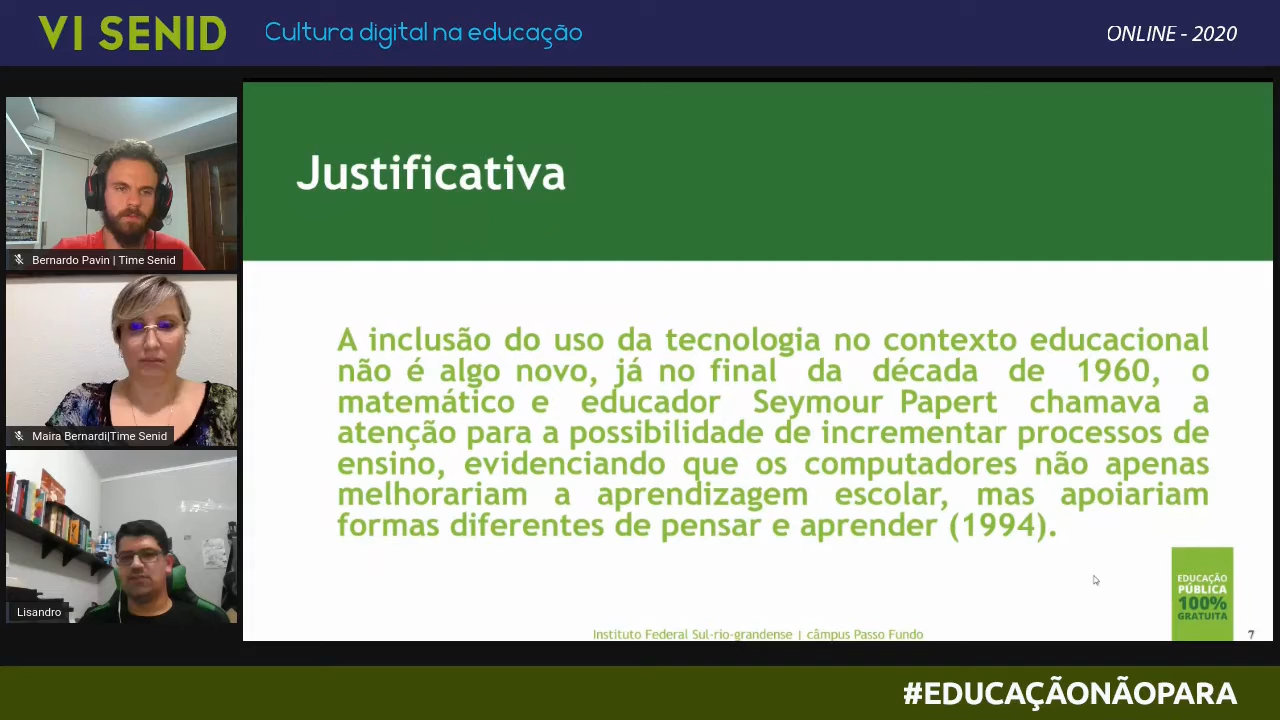 VI SENID
Cultura digital na educação
ONLINE - 2020
Bernardo Pavin | Time Senid
Maira Bernardi|Time Senid
Lisandro
Justificativa
A inclusão do uso da tecnologia no contexto educacional
não é algo novo, já no final da década de 1960, o
matemático e educador Seymour Papert chamava a
atenção para a possibilidade de incrementar processos de
ensino, evidenciando que os computadores não apenas
melhorariam a aprendizagem escolar, mas apoiariam
formas diferentes de pensar e aprender (1994).
EDUCAÇÃO
PÚBLICA
100%
GRATUITA
Instituto Federal Sul-rio-grandense | câmpus Passo Fundo
7
#EDUCAÇÃONÃOPARA